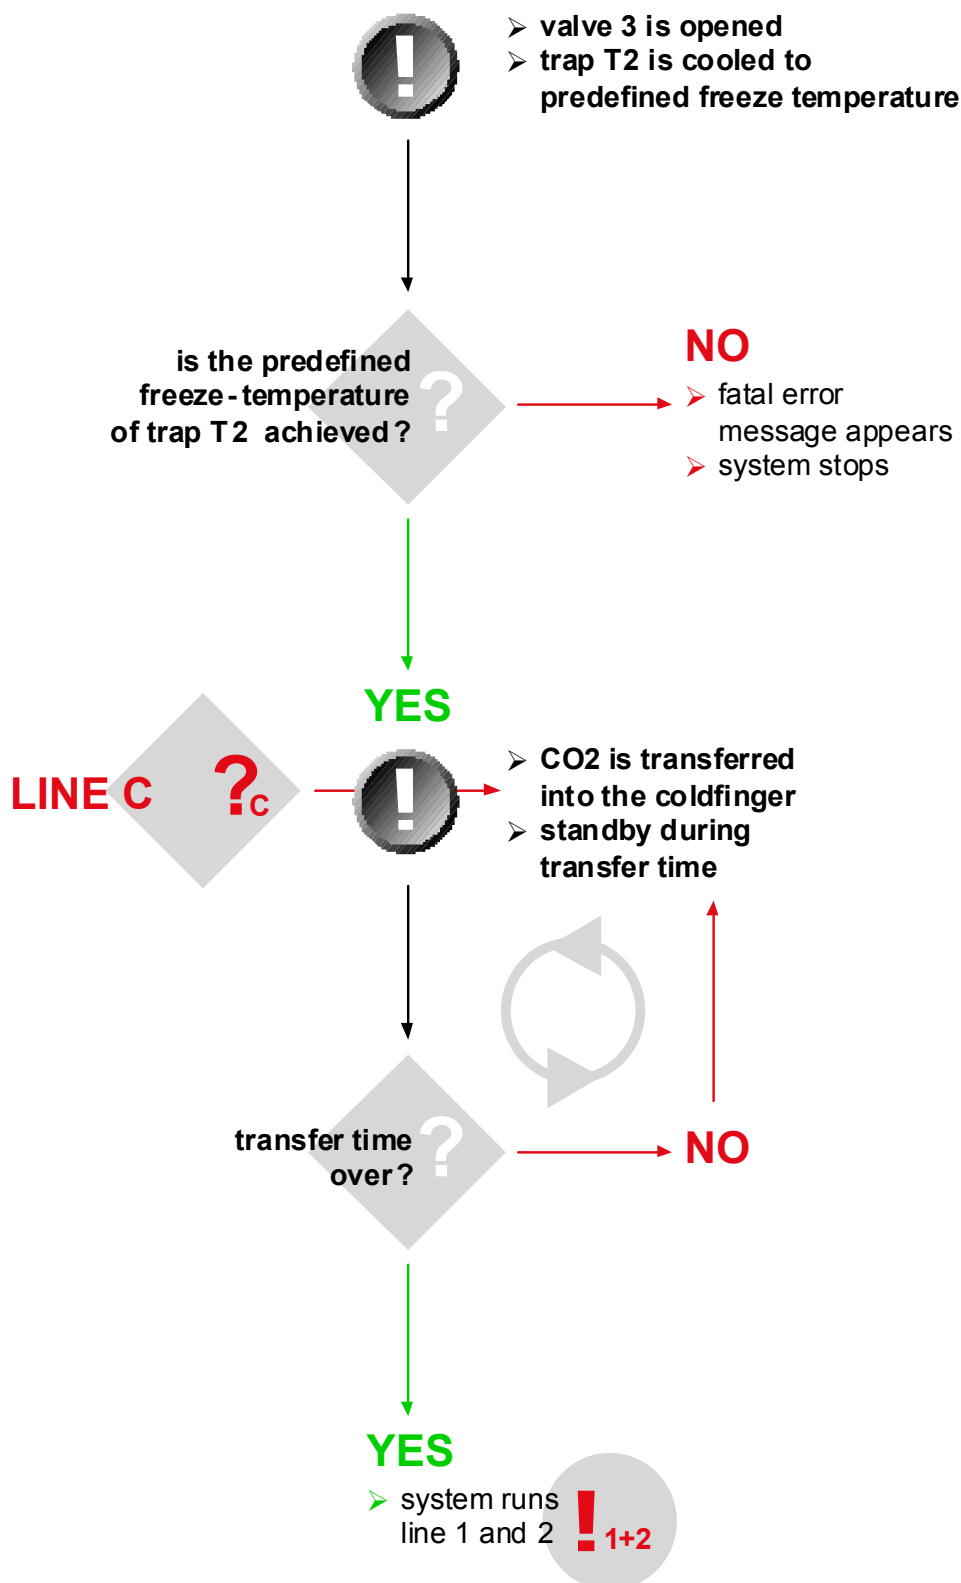 !
➢ valve 3 is opened
➢ trap T2 is cooled to
predefined freeze temperature
is the predefined
freeze-temperature
of trap T2 achieved?
?
NO
➢ fatal error
message appears
➢ system stops
YES
LINE C
?C
!
➢ CO2 is transferred
into the coldfinger
➢ standby during
transfer time
transfer time
over?
?
NO
YES
➢ system runs
line 1 and 2
! 1+2